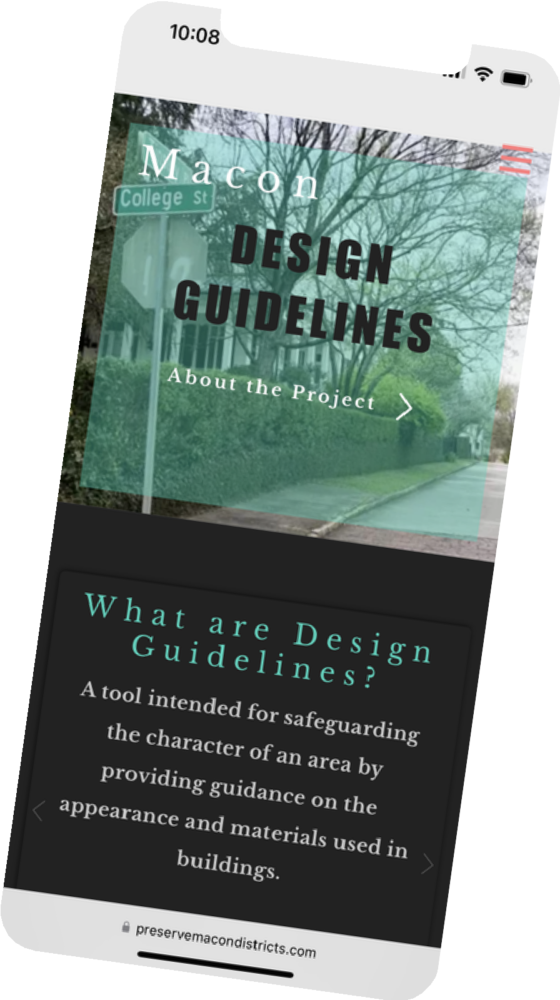 10:08
Macon
College St
DESIGN
GUIDELINES
About the Project
What are Design
Guidelines?
A tool intended for safeguarding
the character of an area by
providing guidance on the
appearance and materials used in
buildings.
preservemacondistricts.com